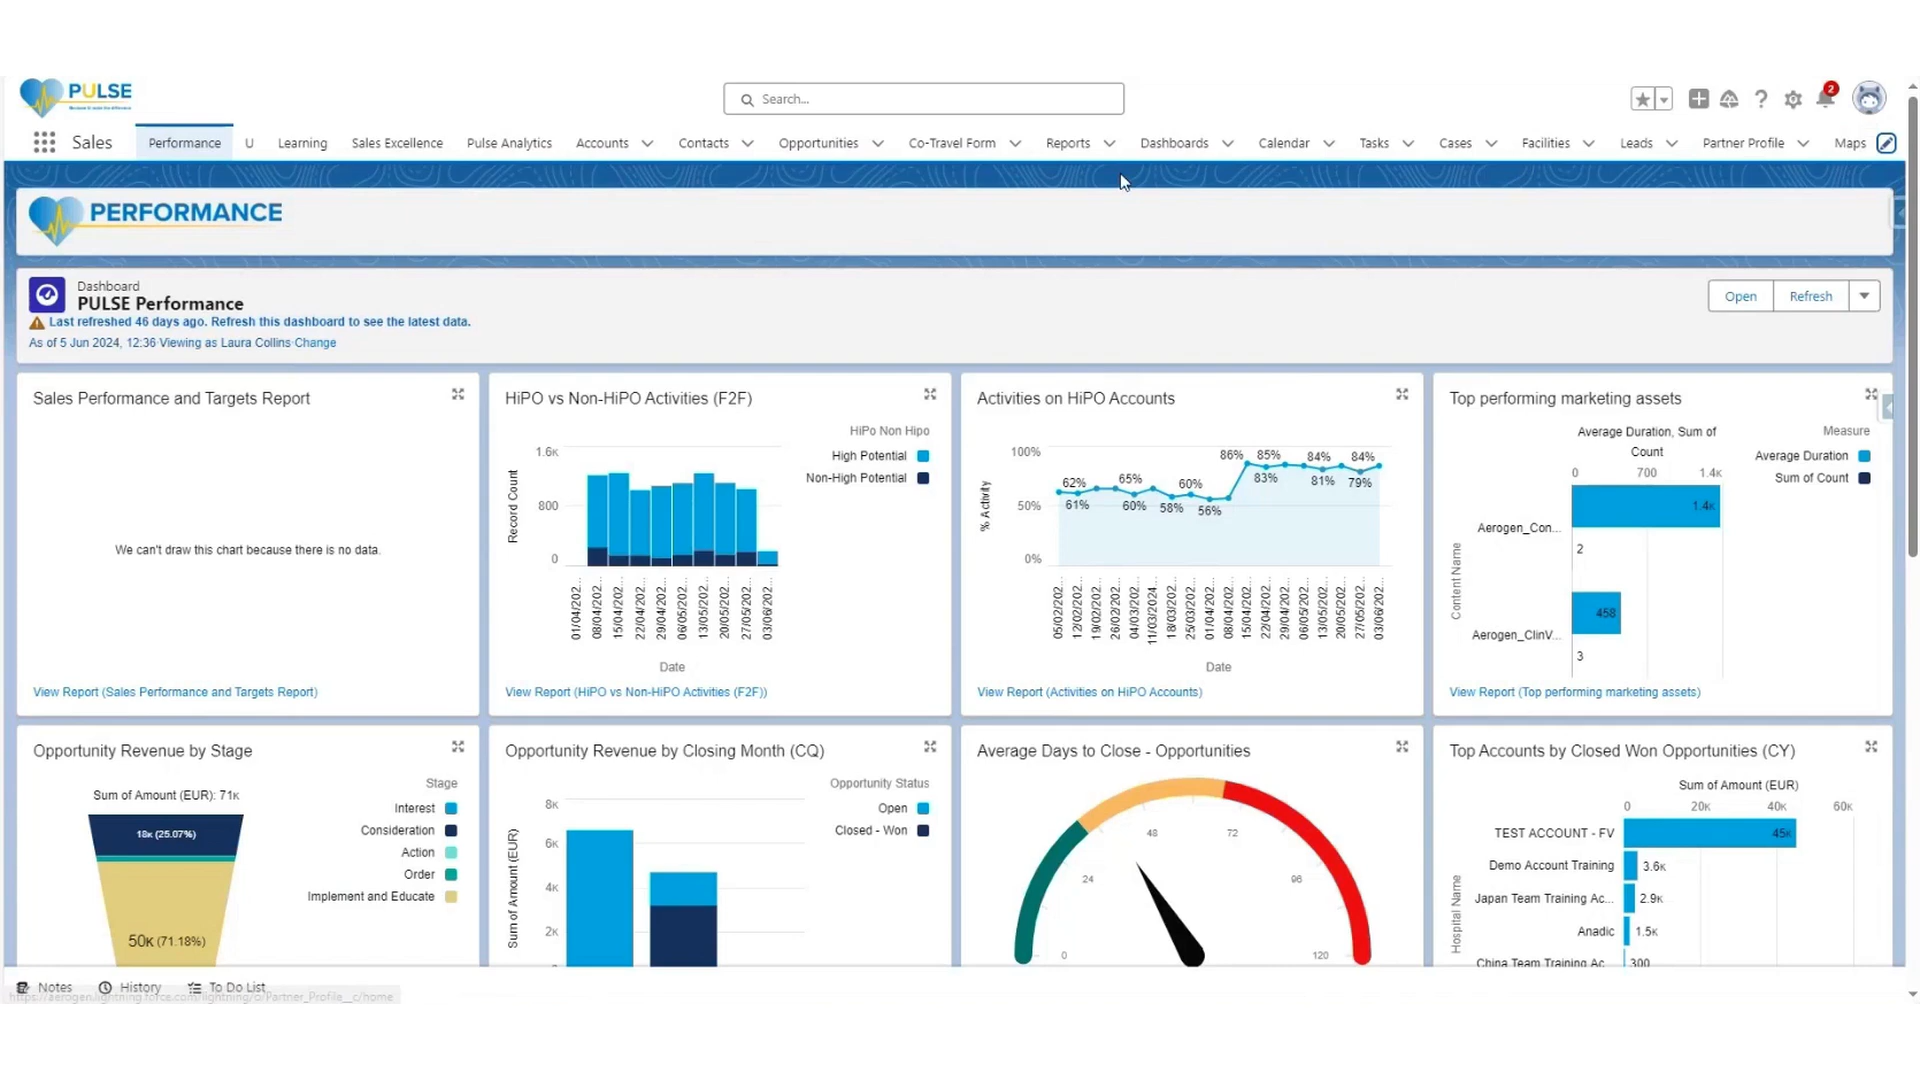 PULSE
Search...
2
Sales
Performance
U
Learning
Sales Excellence
Pulse Analytics
Accounts
Contacts
Opportunities
Co-Travel Form
Reports
Dashboards
Calendar
Tasks
Cases
Facilities
Leads
Partner Profile
Maps
PERFORMANCE
Dashboard
PULSE Performance
Last refreshed 46 days ago. Refresh this dashboard to see the latest data.
As of 5 Jun 2024, 12:36·Viewing as Laura Collins·Change
Open
Refresh
Sales Performance and Targets Report
We can't draw this chart because there is no data.
View Report (Sales Performance and Targets Report)
HiPO vs Non-HiPO Activities (F2F)
HiPo Non Hipo
High Potential
Non-High Potential
Record Count
1.6K
800
0
01/04/202...
08/04/202...
15/04/202...
22/04/202...
29/04/202...
06/05/202...
13/05/202...
20/05/202...
27/05/202...
03/06/202...
Date
View Report (HiPO vs Non-HiPO Activities (F2F))
Activities on HiPO Accounts
% Activity
100%
50%
0%
62%
61%
65%
60%
58%
60%
56%
86%
85%
83%
84%
81%
84%
79%
05/02/202...
12/02/202...
19/02/202...
26/02/202...
04/03/202...
11/03/2024...
18/03/202...
25/03/202...
01/04/202...
08/04/202...
15/04/202...
22/04/202...
29/04/202...
06/05/202...
13/05/202...
20/05/202...
27/05/202...
03/06/202...
Date
View Report (Activities on HiPO Accounts)
Top performing marketing assets
Average Duration, Sum of
Count
Measure
Average Duration
Sum of Count
0
700
1.4K
Content Name
Aerogen_Con...
1.4K
2
Aerogen_ClinV...
458
3
View Report (Top performing marketing assets)
Opportunity Revenue by Stage
Sum of Amount (EUR): 71K
18K (25.07%)
50K (71.18%)
Stage
Interest
Consideration
Action
Order
Implement and Educate
Opportunity Revenue by Closing Month (CQ)
Opportunity Status
Open
Closed - Won
Sum of Amount (EUR)
8K
6K
4K
2K
Average Days to Close - Opportunities
0
24
48
72
96
120
Top Accounts by Closed Won Opportunities (CY)
Sum of Amount (EUR)
0
20K
40K
60K
Hospital Name
TEST ACCOUNT - FV
45K
Demo Account Training
3.6K
Japan Team Training Ac...
2.9K
Anadic
1.5K
China Team Training Ac
300
Notes
History
To Do List
https://aerogen.lightning.force.com/lightning/o/Partner_Profile__c/home